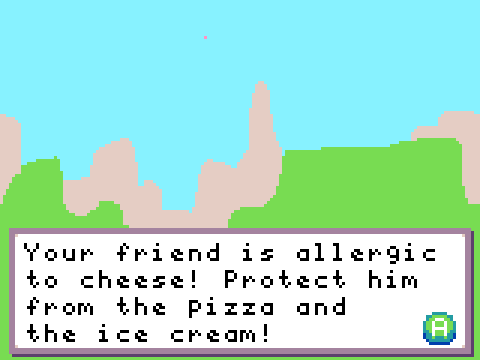 Your friend is allergic
to cheese! Protect him
from the pizza and
the ice cream!
A